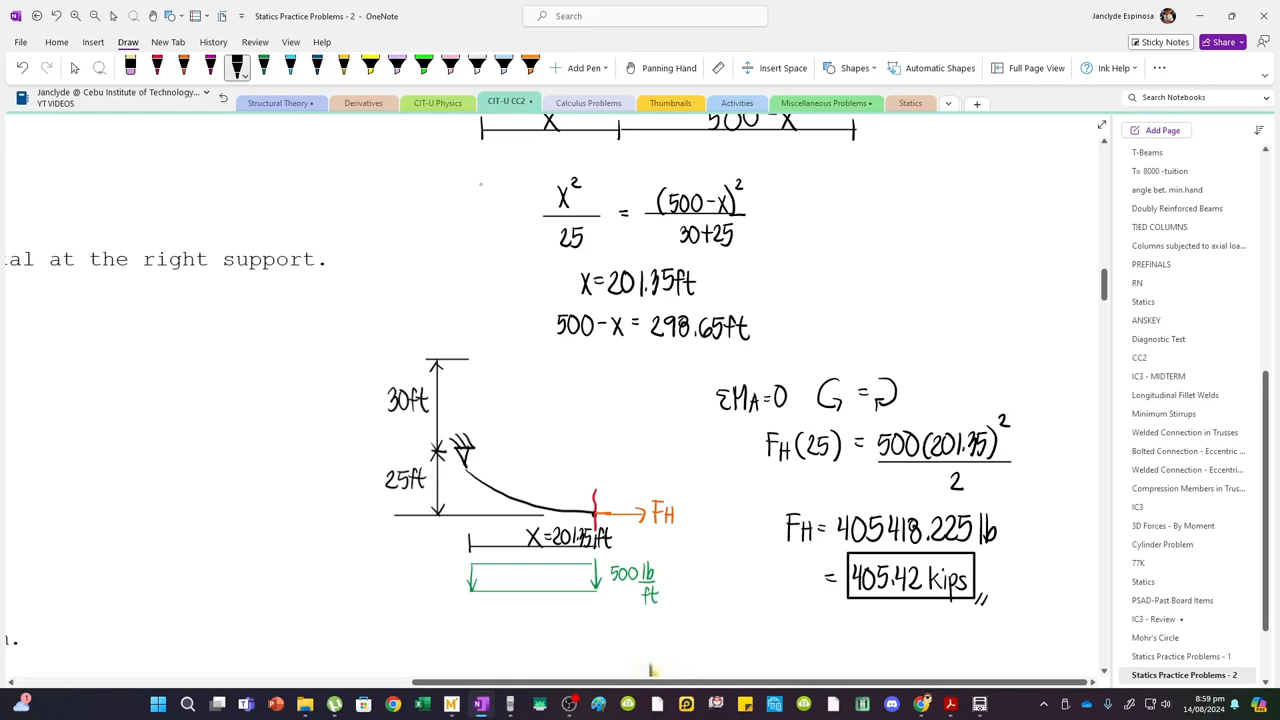 Statics Practice Problems - 2 - OneNote
Search
Janclyde Espinosa
File Home Insert Draw New Tab History Review View Help
Sticky Notes
Share
Add Pen
Panning Hand
Insert Space
Shapes
Automatic Shapes
Full Page View
Ink Help
Janclyde @ Cebu Institute of Technology...
YT VIDEOS
Structural Theory
Derivatives
CIT-U Physics
CIT-U CC2
Calculus Problems
Thumbnails
Activities
Miscellaneous Problems
Statics
Search Notebooks
Add Page
X 500-X
X² / 25 = (500-X)² / 30+25
al at the right support.
X=201.35ft
500-X = 298.65ft
30ft
25ft
X=201.35ft
FH
500 lb/ft
ΣMA=0 =
FH(25) = 500(201.35)² / 2
FH = 405418.225 lb
= 405.42 kips
n.
T-Beams
T= 8000 -tuition
angle bet. min.hand
Doubly Reinforced Beams
TIED COLUMNS
Columns subjected to axial loa...
PREFINALS
RN
Statics
ANSKEY
Diagnostic Test
CC2
IC3 - MIDTERM
Longitudinal Fillet Welds
Minimum Stirrups
Welded Connection in Trusses
Bolted Connection - Eccentric ...
Welded Connection - Eccentri...
Compression Members in Trus...
IC3
3D Forces - By Moment
Cylinder Problem
77K
Statics
PSAD-Past Board Items
IC3 - Review
Mohr's Circle
Statics Practice Problems - 1
Statics Practice Problems - 2
8:59 pm
14/08/2024